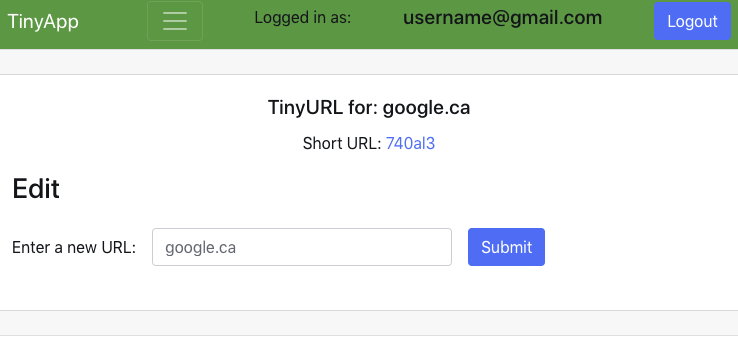 TinyApp Logged in as: username@gmail.com Logout
TinyURL for: google.ca
Short URL: 740al3
Edit
Enter a new URL: google.ca Submit